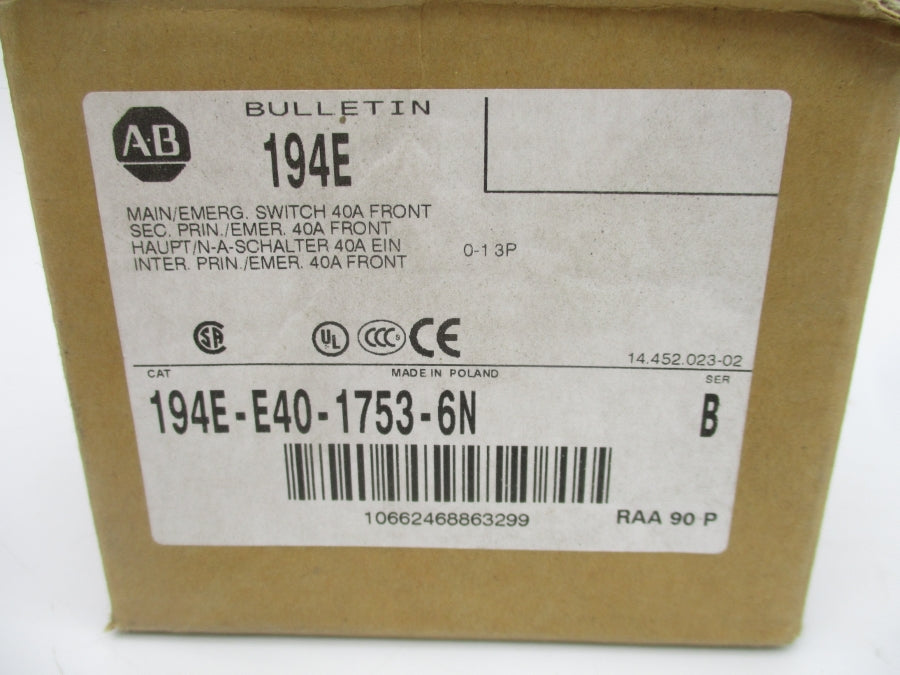 A-B
BULLETIN
194E
MAIN/EMERG. SWITCH 40A FRONT
SEC. PRIN./EMER. 40A FRONT
HAUPT/N-A-SCHALTER 40A EIN
INTER. PRIN./EMER. 40A FRONT
0-1 3P
SA
UL
CCC S
CE
14.452.023-02
CAT
MADE IN POLAND
SER
194E-E40-1753-6N
B
10662468863299
RAA 90 P